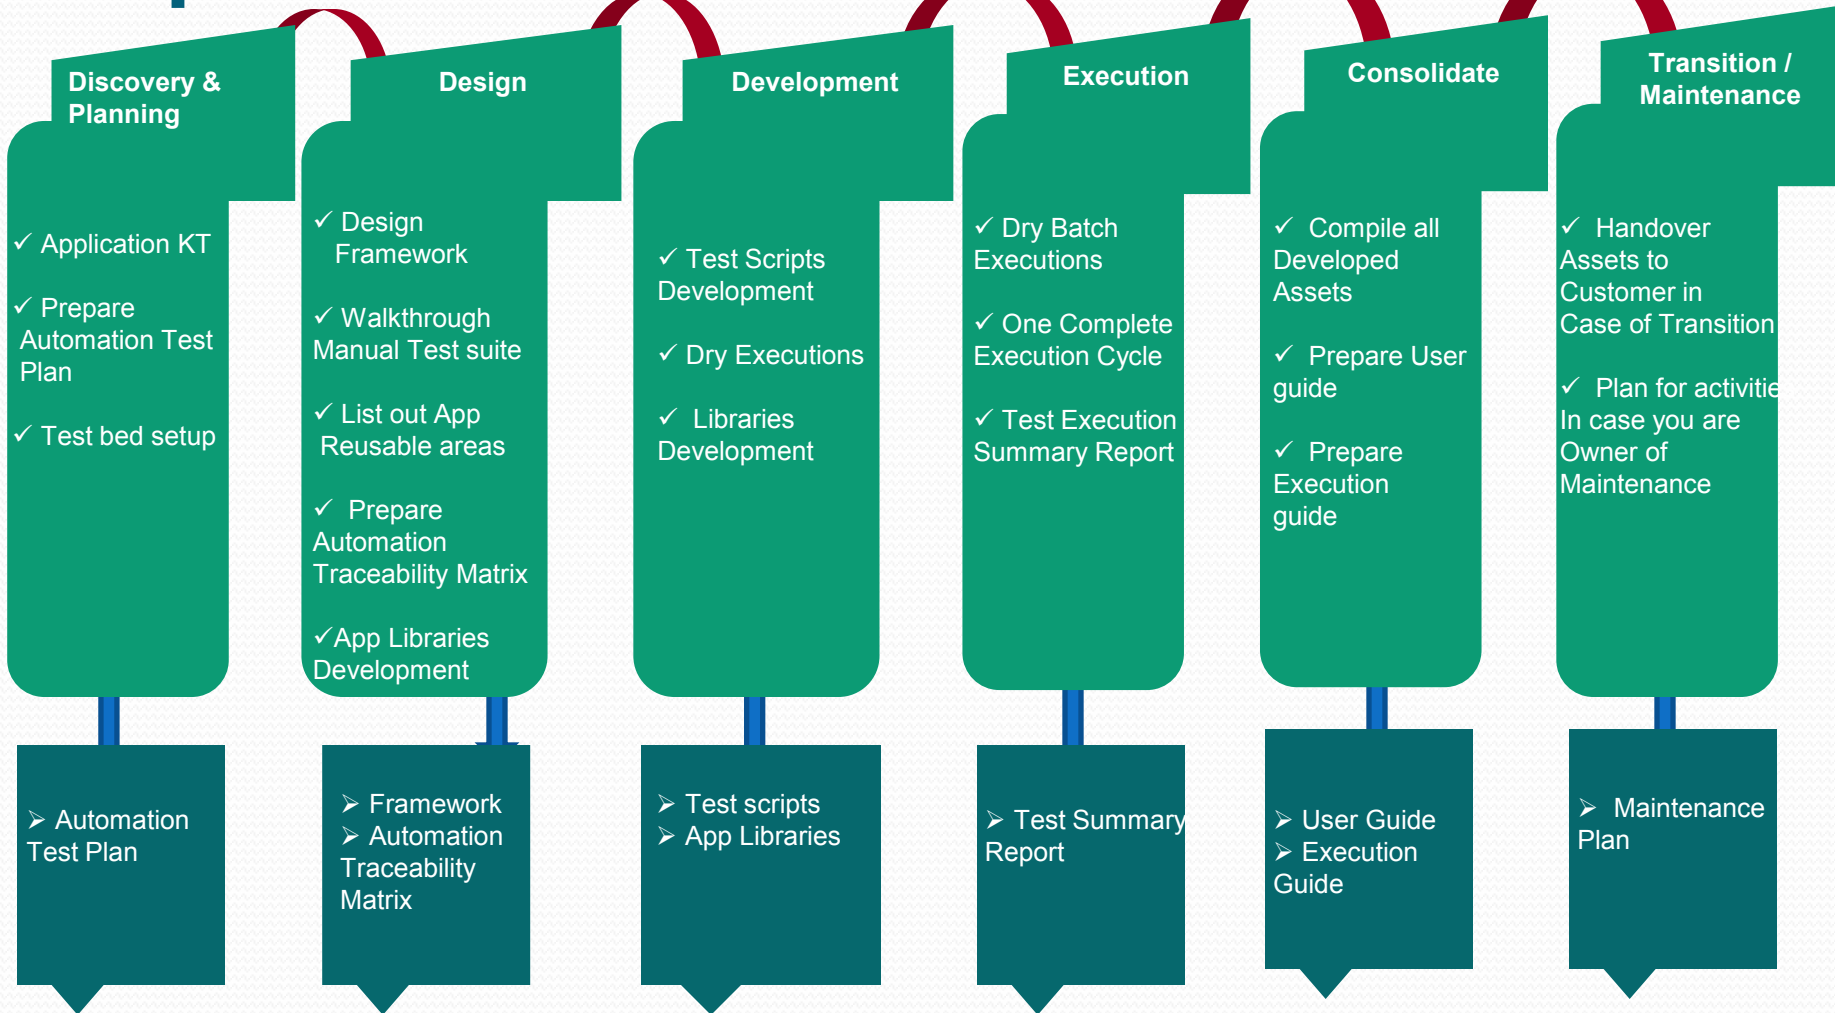 Discovery &
Planning
✓ Application KT
✓ Prepare
Automation Test
Plan
✓ Test bed setup
➢ Automation
Test Plan
Design
✓ Design
Framework
✓ Walkthrough
Manual Test suite
✓ List out App
Reusable areas
✓ Prepare
Automation
Traceability Matrix
✓App Libraries
Development
➢ Framework
➢ Automation
Traceability
Matrix
Development
✓ Test Scripts
Development
✓ Dry Executions
✓ Libraries
Development
➢ Test scripts
➢ App Libraries
Execution
✓ Dry Batch
Executions
✓ One Complete
Execution Cycle
✓ Test Execution
Summary Report
➢ Test Summary
Report
Consolidate
✓ Compile all
Developed
Assets
✓ Prepare User
guide
✓ Prepare
Execution
guide
➢ User Guide
➢ Execution
Guide
Transition /
Maintenance
✓ Handover
Assets to
Customer in
Case of Transition
✓ Plan for activitie
In case you are
Owner of
Maintenance
➢ Maintenance
Plan